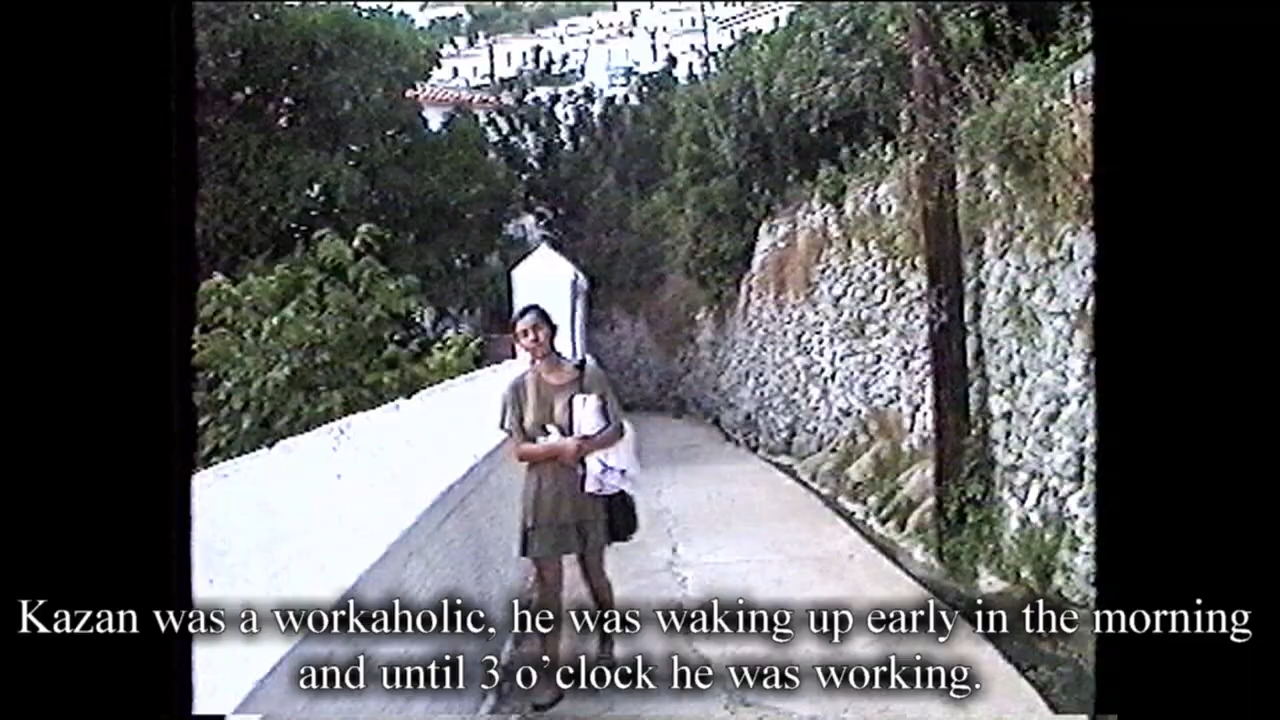 Kazan was a workaholic, he was waking up early in the morning
and until 3 o’clock he was working.